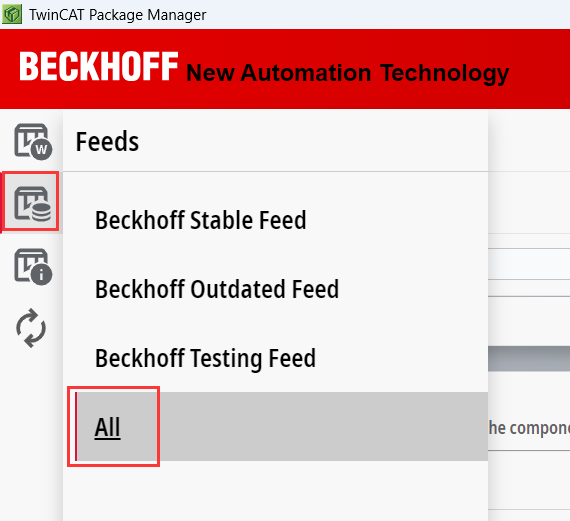 TwinCAT Package Manager
BECKHOFF New Automation Technology
W
Feeds
Beckhoff Stable Feed
Beckhoff Outdated Feed
i
Beckhoff Testing Feed
All
he compone